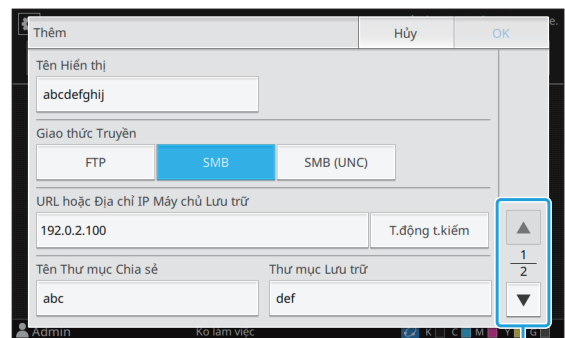 e.
Thêm
Hủy
OK
Tên Hiển thị
abcdefghij
Giao thức Truyền
FTP
SMB
SMB (UNC)
URL hoặc Địa chỉ IP Máy chủ Lưu trữ
192.0.2.100
T.động t.kiếm
1
2
Tên Thư mục Chia sẻ
Thư mục Lưu trữ
abc
def
Admin
Ko làm việc
K C M Y G